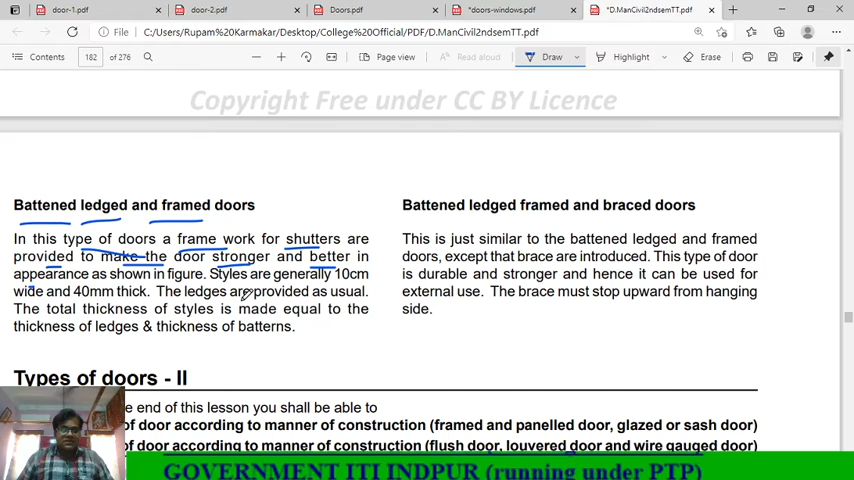 door-1.pdf
door-2.pdf
Doors.pdf
*doors-windows.pdf
*D.ManCivil2ndsemTT.pdf
File
C:/Users/Rupam%20Karmakar/Desktop/College%20Official/PDF/D.ManCivil2ndsemTT.pdf
Contents
182
of 276
Page view
Read aloud
Draw
Highlight
Erase
Copyright Free under CC BY Licence
Battened ledged and framed doors
In this type of doors a frame work for shutters are
provided to make the door stronger and better in
appearance as shown in figure. Styles are generally 10cm
wide and 40mm thick. The ledges are provided as usual.
The total thickness of styles is made equal to the
thickness of ledges & thickness of batterns.
Battened ledged framed and braced doors
This is just similar to the battened ledged and framed
doors, except that brace are introduced. This type of door
is durable and stronger and hence it can be used for
external use. The brace must stop upward from hanging
side.
Types of doors - II
e end of this lesson you shall be able to
of door according to manner of construction (framed and panelled door, glazed or sash door)
of door according to manner of construction (flush door, louvered door and wire gauged door)
GOVERNMENT ITI INDPUR (running under PTP)